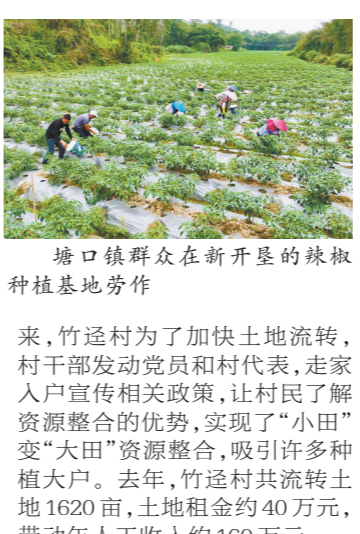 塘口镇群众在新开垦的辣椒
种植基地劳作
来,竹迳村为了加快土地流转,
村干部发动党员和村代表,走家
入户宣传相关政策,让村民了解
资源整合的优势,实现了“小田”
变“大田”资源整合,吸引许多种
植大户。去年,竹迳村共流转土
地1620亩,土地租金约40万元,